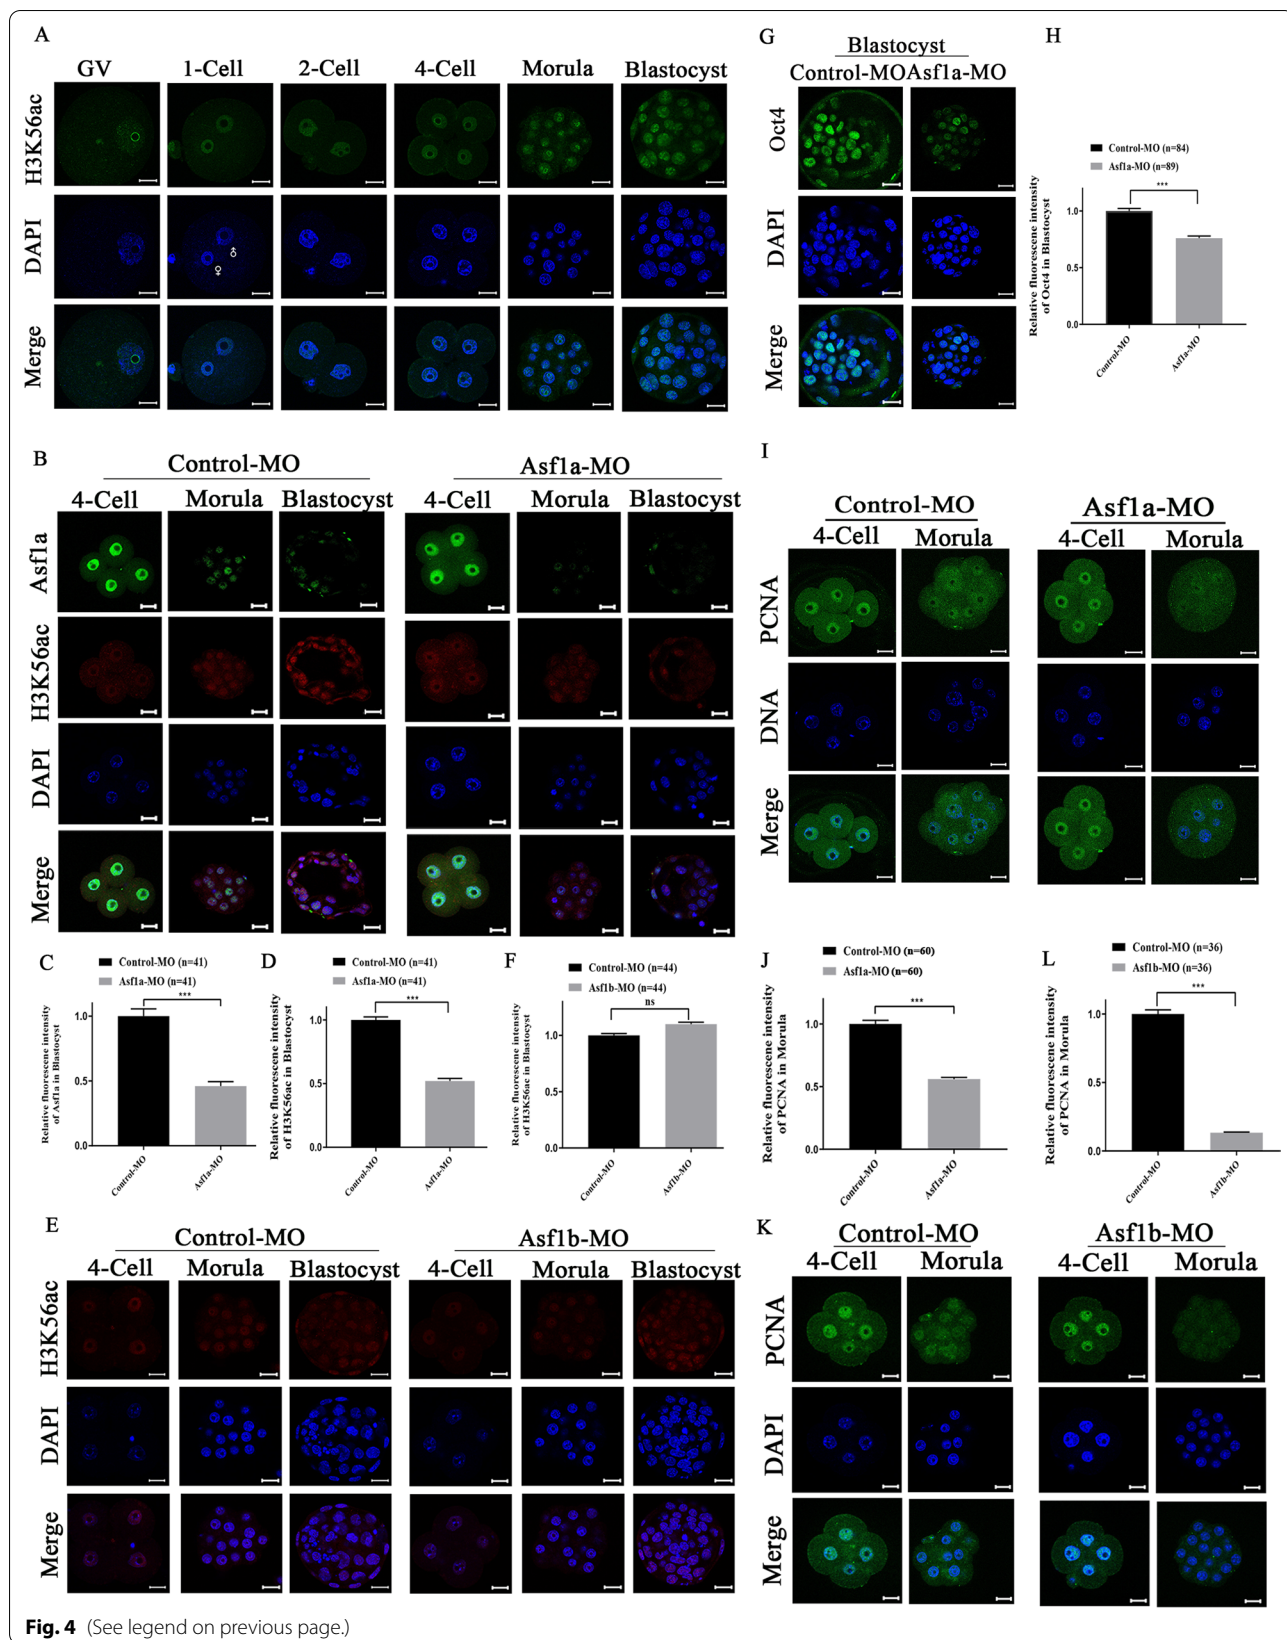 A
GV 1-Cell 2-Cell 4-Cell Morula Blastocyst
H3K56ac
DAPI
♀ ♂
Merge
B
Control-MO Asf1a-MO
4-Cell Morula Blastocyst 4-Cell Morula Blastocyst
Asf1a
H3K56ac
DAPI
Merge
C
Control-MO (n=41)
Asf1a-MO (n=41)
***
Relative fluorescene intensity
of Asf1a in Blastocyst
1.0
0.5
0.0
Control-MO
Asf1a-MO
D
Control-MO (n=41)
Asf1a-MO (n=41)
***
Relative fluorescene intensity
of H3K56ac in Blastocyst
1.0
0.5
0.0
Control-MO
Asf1a-MO
F
Control-MO (n=44)
Asf1b-MO (n=44)
ns
Relative fluorescene intensity
of H3K56ac in Blastocyst
1.0
0.5
0.0
Control-MO
Asf1b-MO
E
Control-MO Asf1b-MO
4-Cell Morula Blastocyst 4-Cell Morula Blastocyst
H3K56ac
DAPI
Merge
G
Blastocyst
Control-MO Asf1a-MO
Oct4
DAPI
Merge
H
Control-MO (n=84)
Asf1a-MO (n=89)
***
Relative fluorescene intensity
of Oct4 in Blastocyst
1.0
0.5
0.0
Control-MO
Asf1a-MO
I
Control-MO Asf1a-MO
4-Cell Morula 4-Cell Morula
PCNA
DNA
Merge
J
Control-MO (n=60)
Asf1a-MO (n=60)
***
Relative fluorescene intensity
of PCNA in Morula
1.0
0.5
0.0
Control-MO
Asf1a-MO
L
Control-MO (n=36)
Asf1b-MO (n=36)
***
Relative fluorescene intensity
of PCNA in Morula
1.0
0.5
0.0
Control-MO
Asf1b-MO
K
Control-MO Asf1b-MO
4-Cell Morula 4-Cell Morula
PCNA
DAPI
Merge
Fig. 4 (See legend on previous page.)